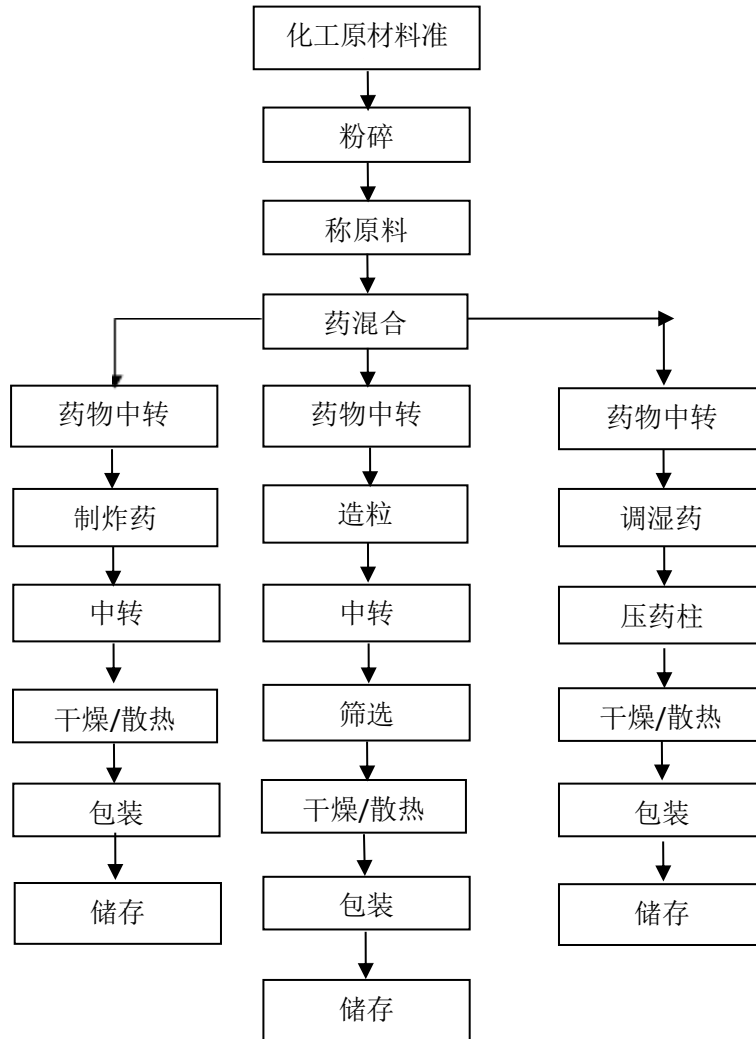 化工原材料准
粉碎
称原料
药混合
药物中转
制炸药
中转
干燥/散热
包装
储存
药物中转
造粒
中转
筛选
干燥/散热
包装
储存
药物中转
调湿药
压药柱
干燥/散热
包装
储存